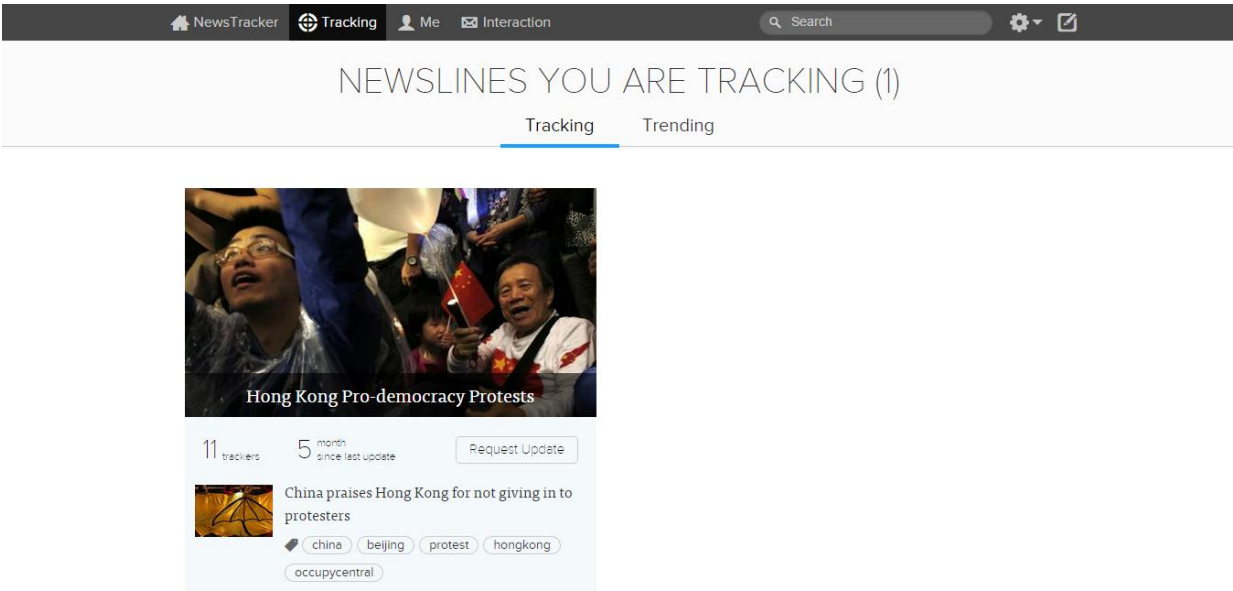 NewsTracker Tracking Me Interaction Search
NEWSLINES YOU ARE TRACKING (1)
Tracking Trending
Hong Kong Pro-democracy Protests
11 trackers 5 month since last update Request Update
China praises Hong Kong for not giving in to
protesters
china beijing protest hongkong
occupycentral